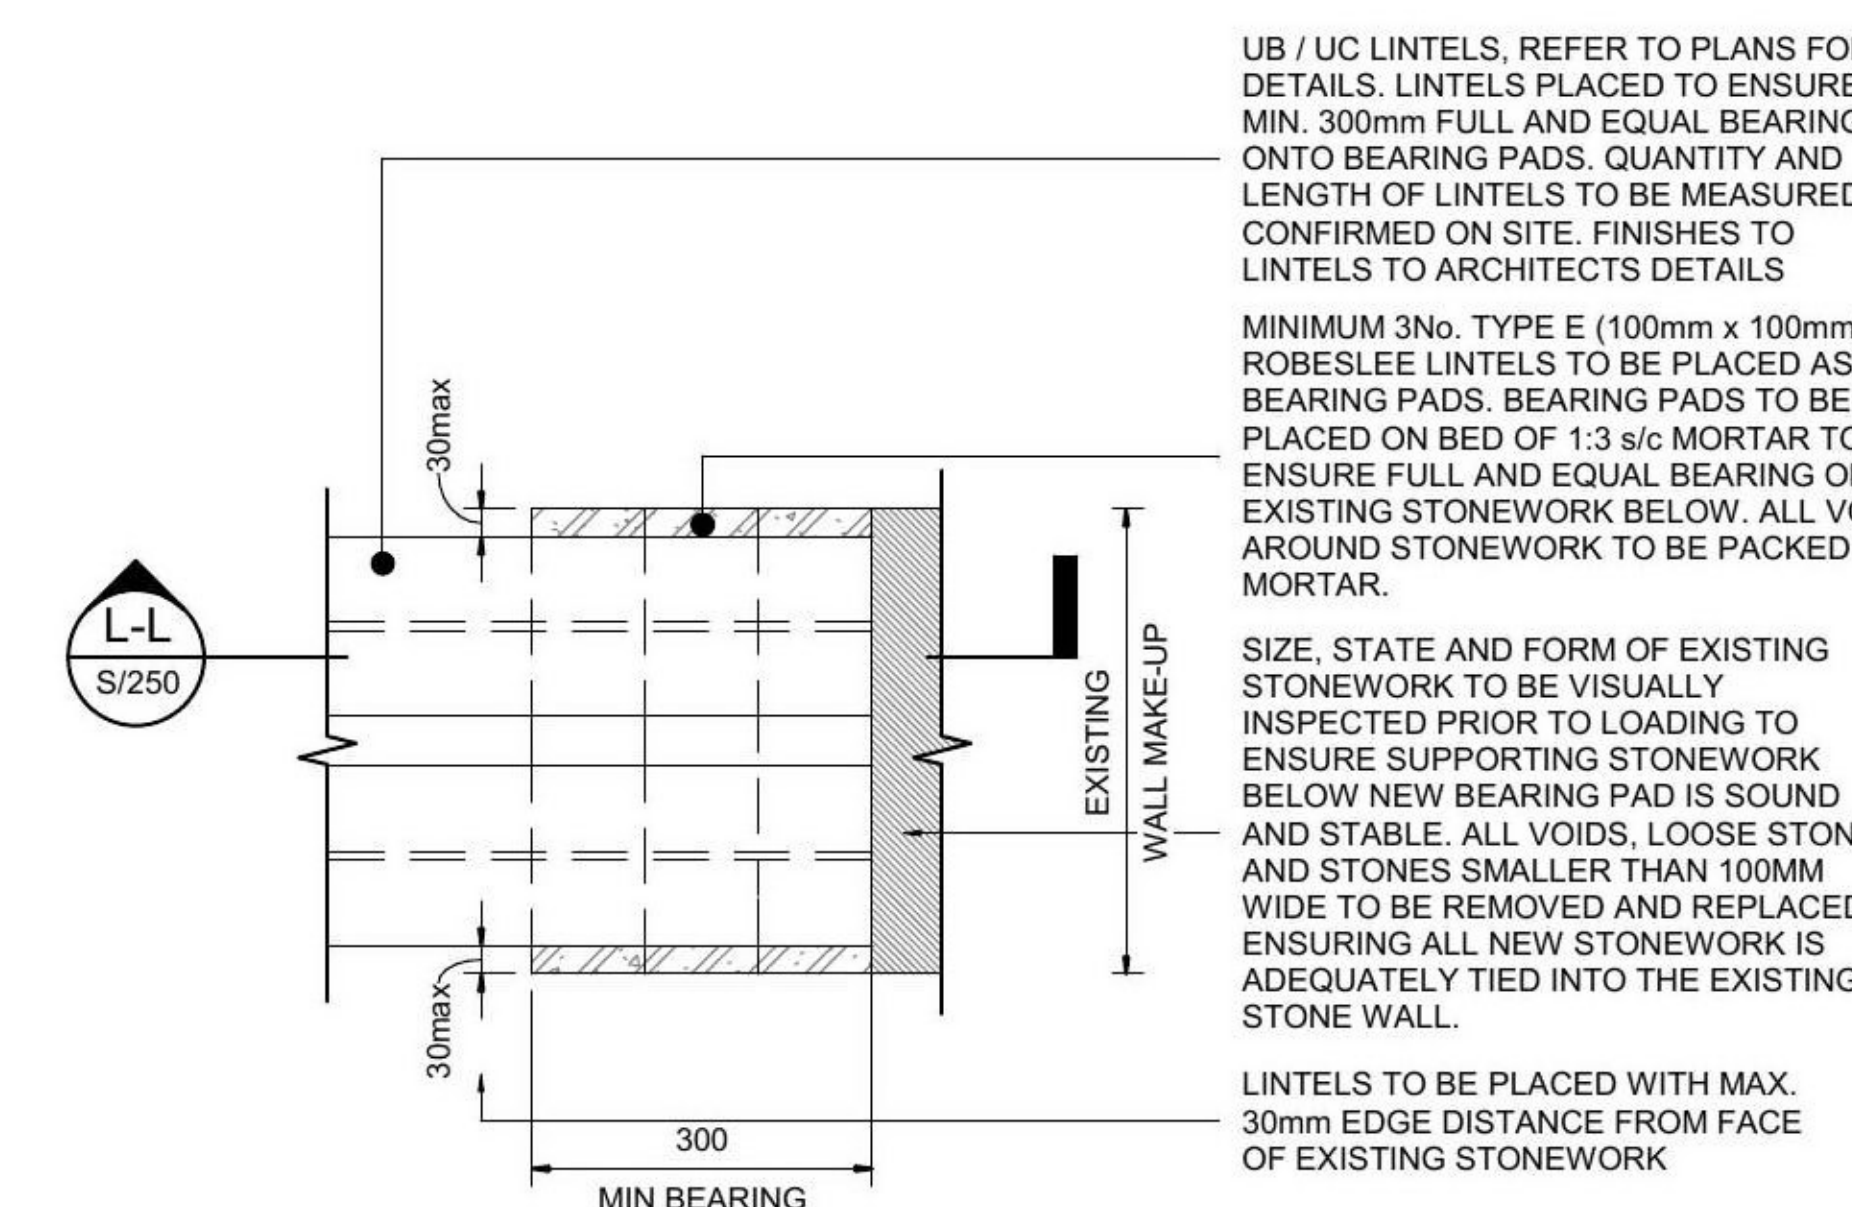 UB / UC LINTELS, REFER TO PLANS FO
DETAILS. LINTELS PLACED TO ENSURE
MIN. 300mm FULL AND EQUAL BEARING
ONTO BEARING PADS. QUANTITY AND
LENGTH OF LINTELS TO BE MEASURED
CONFIRMED ON SITE. FINISHES TO
LINTELS TO ARCHITECTS DETAILS
MINIMUM 3No. TYPE E (100mm x 100mm
ROBESLEE LINTELS TO BE PLACED AS
BEARING PADS. BEARING PADS TO BE
PLACED ON BED OF 1:3 s/c MORTAR TO
ENSURE FULL AND EQUAL BEARING O
EXISTING STONEWORK BELOW. ALL VO
AROUND STONEWORK TO BE PACKED
MORTAR.
SIZE, STATE AND FORM OF EXISTING
STONEWORK TO BE VISUALLY
INSPECTED PRIOR TO LOADING TO
ENSURE SUPPORTING STONEWORK
BELOW NEW BEARING PAD IS SOUND
AND STABLE. ALL VOIDS, LOOSE STON
AND STONES SMALLER THAN 100MM
WIDE TO BE REMOVED AND REPLACED
ENSURING ALL NEW STONEWORK IS
ADEQUATELY TIED INTO THE EXISTING
STONE WALL.
LINTELS TO BE PLACED WITH MAX.
30mm EDGE DISTANCE FROM FACE
OF EXISTING STONEWORK
30max
L-L
S/250
EXISTING
WALL MAKE-UP
30max
300
MIN BEARING